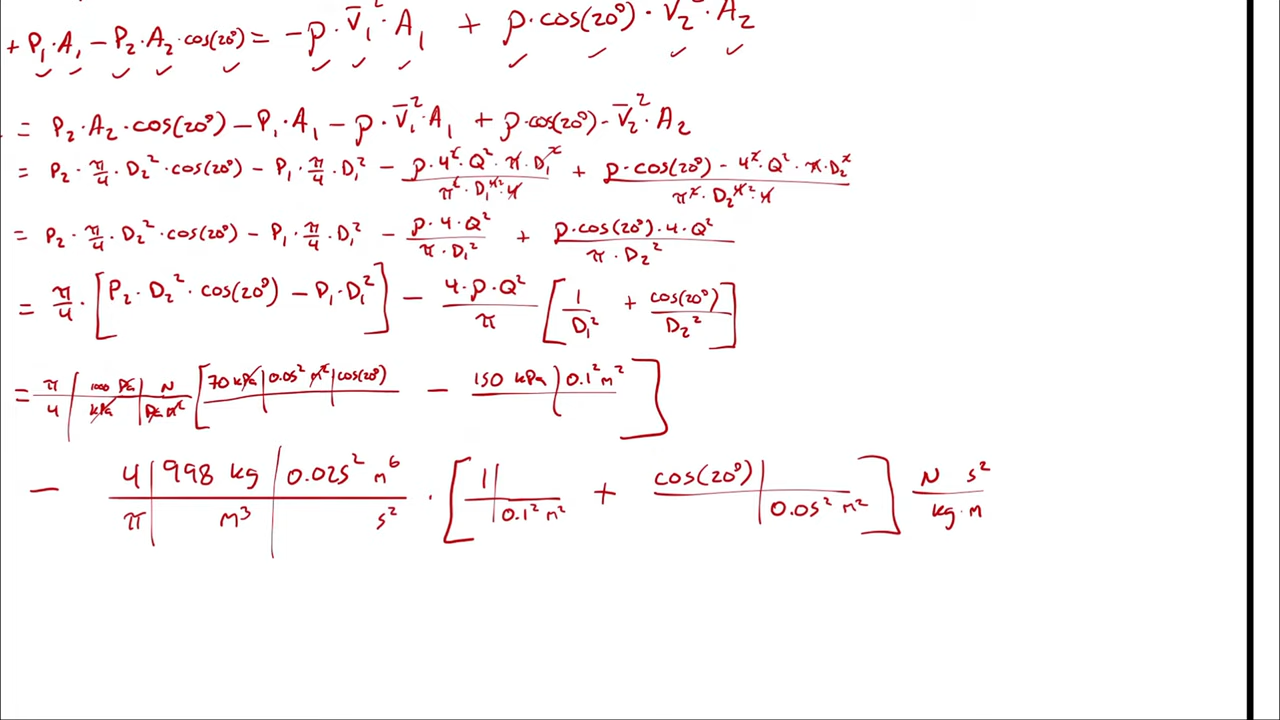 + P₁·A₁ – P₂·A₂·cos(20°) = –ρ·V̄₁²·A₁ + ρ·cos(20°)·V̄₂²·A₂
= P₂·A₂·cos(20°) – P₁·A₁ – ρ·V̄₁²·A₁ + ρ·cos(20°)·V̄₂²·A₂
= P₂·π/4·D₂²·cos(20°) – P₁·π/4·D₁² – (ρ·4²·Q²·π·D₁²)/(π²·D₁⁴²·4) + (ρ·cos(20°)·4²·Q²·π·D₂²)/(π²·D₂⁴²·4)
= P₂·π/4·D₂²·cos(20°) – P₁·π/4·D₁² – (ρ·4·Q²)/(π·D₁²) + (ρ·cos(20°)·4·Q²)/(π·D₂²)
= π/4·[P₂·D₂²·cos(20°) – P₁·D₁²] – (4·ρ·Q²)/π [1/D₁² + cos(20°)/D₂²]
= π/4 | 1000 Pa/kPa | N/Pa m² [70 kPa | 0.05² m² | cos(20°) – 150 kPa | 0.1² m²]
– 4/π | 998 kg/m³ | 0.025² m⁶/s² · [1/0.1² m² + cos(20°)/0.05² m²] N s²/kg·m